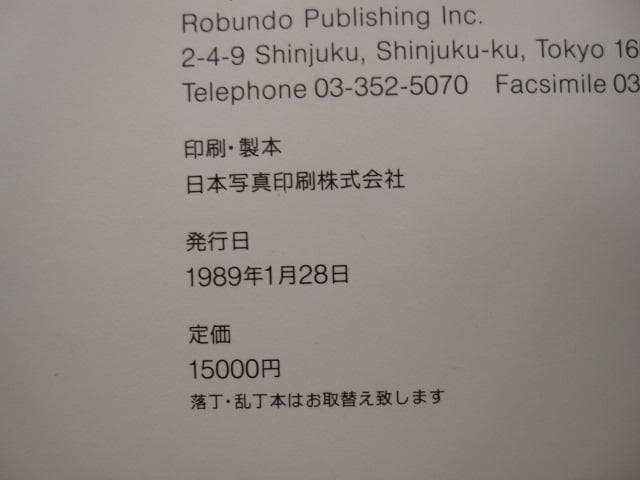 Robundo Publishing Inc.
2-4-9 Shinjuku, Shinjuku-ku, Tokyo 16
Telephone 03-352-5070 Facsimile 03
印刷・製本
日本写真印刷株式会社
発行日
1989年1月28日
定価
15000円
落丁・乱丁本はお取替え致します